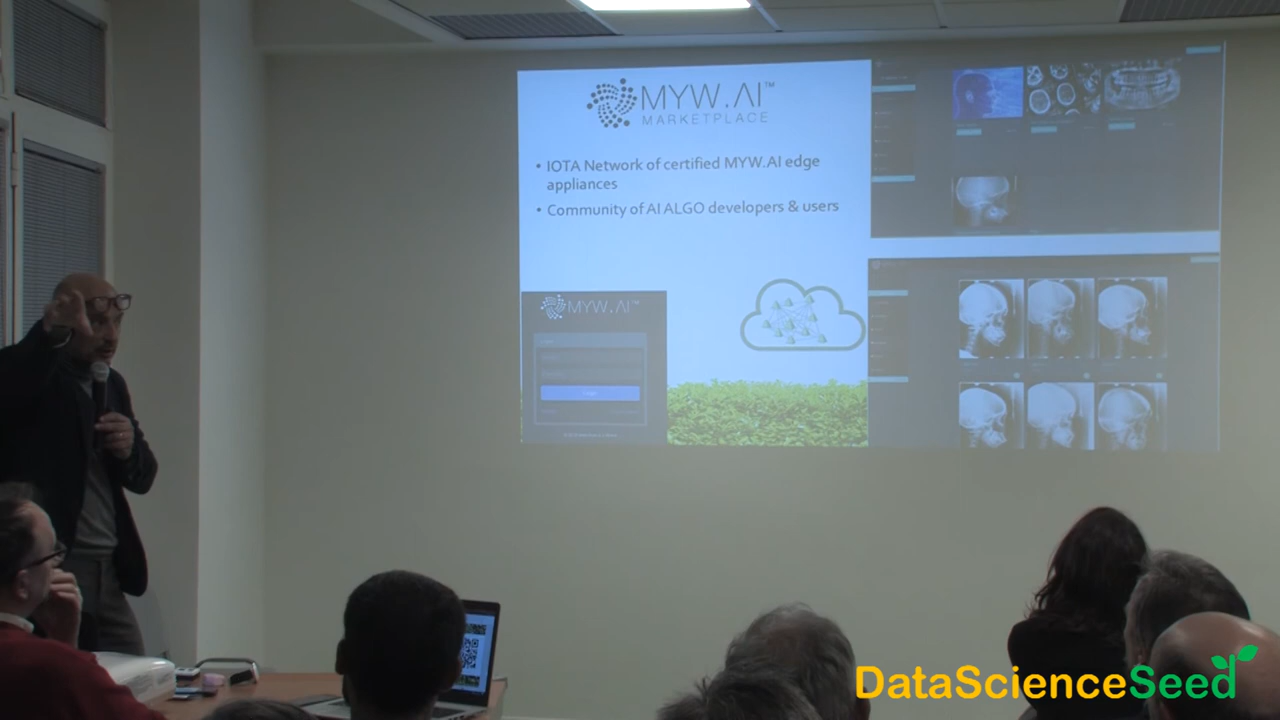 MYW.AI™
MARKETPLACE
• IOTA Network of certified MYW.AI edge
appliances
• Community of AI ALGO developers & users
MYW.AI™
DataScienceSeed